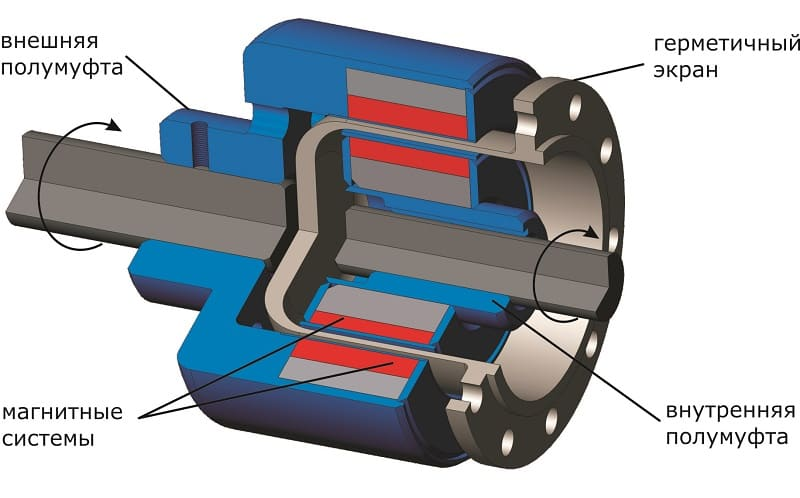 внешняя
полумуфта
герметичный
экран
магнитные
системы
внутренняя
полумуфта